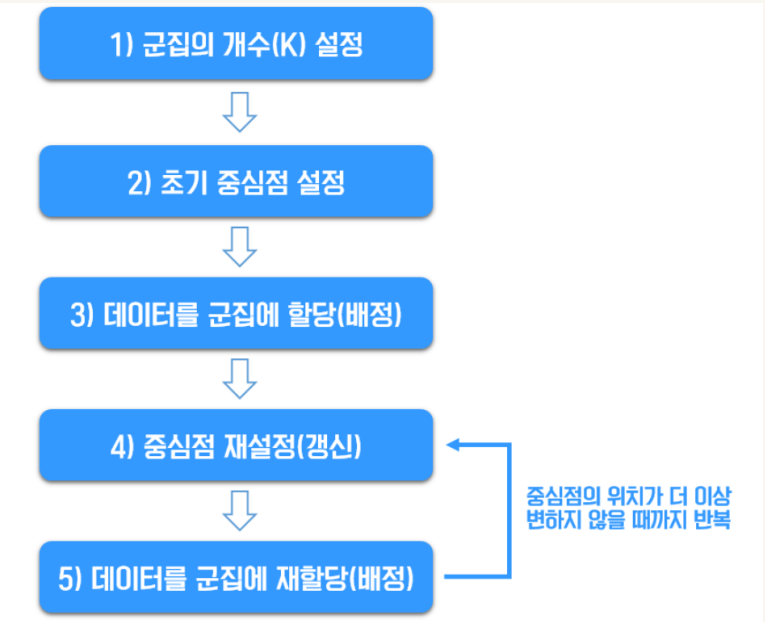 1) 군집의 개수(K) 설정
2) 초기 중심점 설정
3) 데이터를 군집에 할당(배정)
4) 중심점 재설정(갱신)
중심점의 위치가 더 이상
변하지 않을 때까지 반복
5) 데이터를 군집에 재할당(배정)